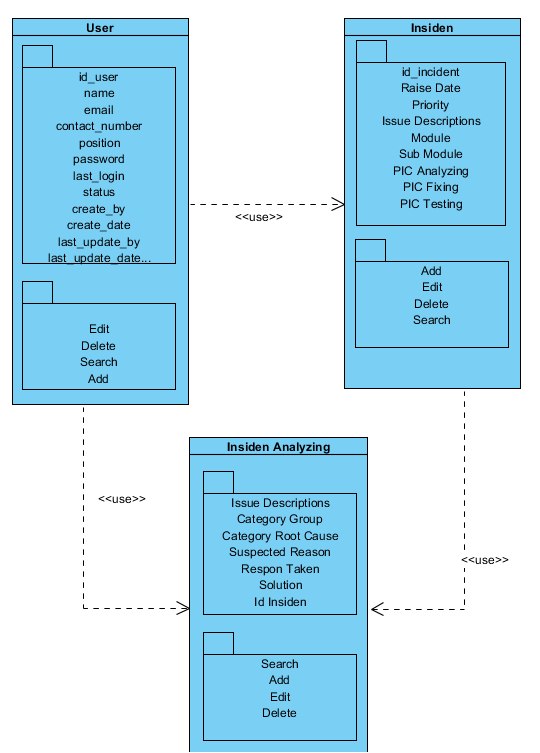 User
id_user
name
email
contact_number
position
password
last_login
status
create_by
create_date
last_update_by
last_update_date...
Edit
Delete
Search
Add
<<use>>
Insiden
id_incident
Raise Date
Priority
Issue Descriptions
Module
Sub Module
PIC Analyzing
PIC Fixing
PIC Testing
Add
Edit
Delete
Search
<<use>>
<<use>>
Insiden Analyzing
Issue Descriptions
Category Group
Category Root Cause
Suspected Reason
Respon Taken
Solution
Id Insiden
Search
Add
Edit
Delete